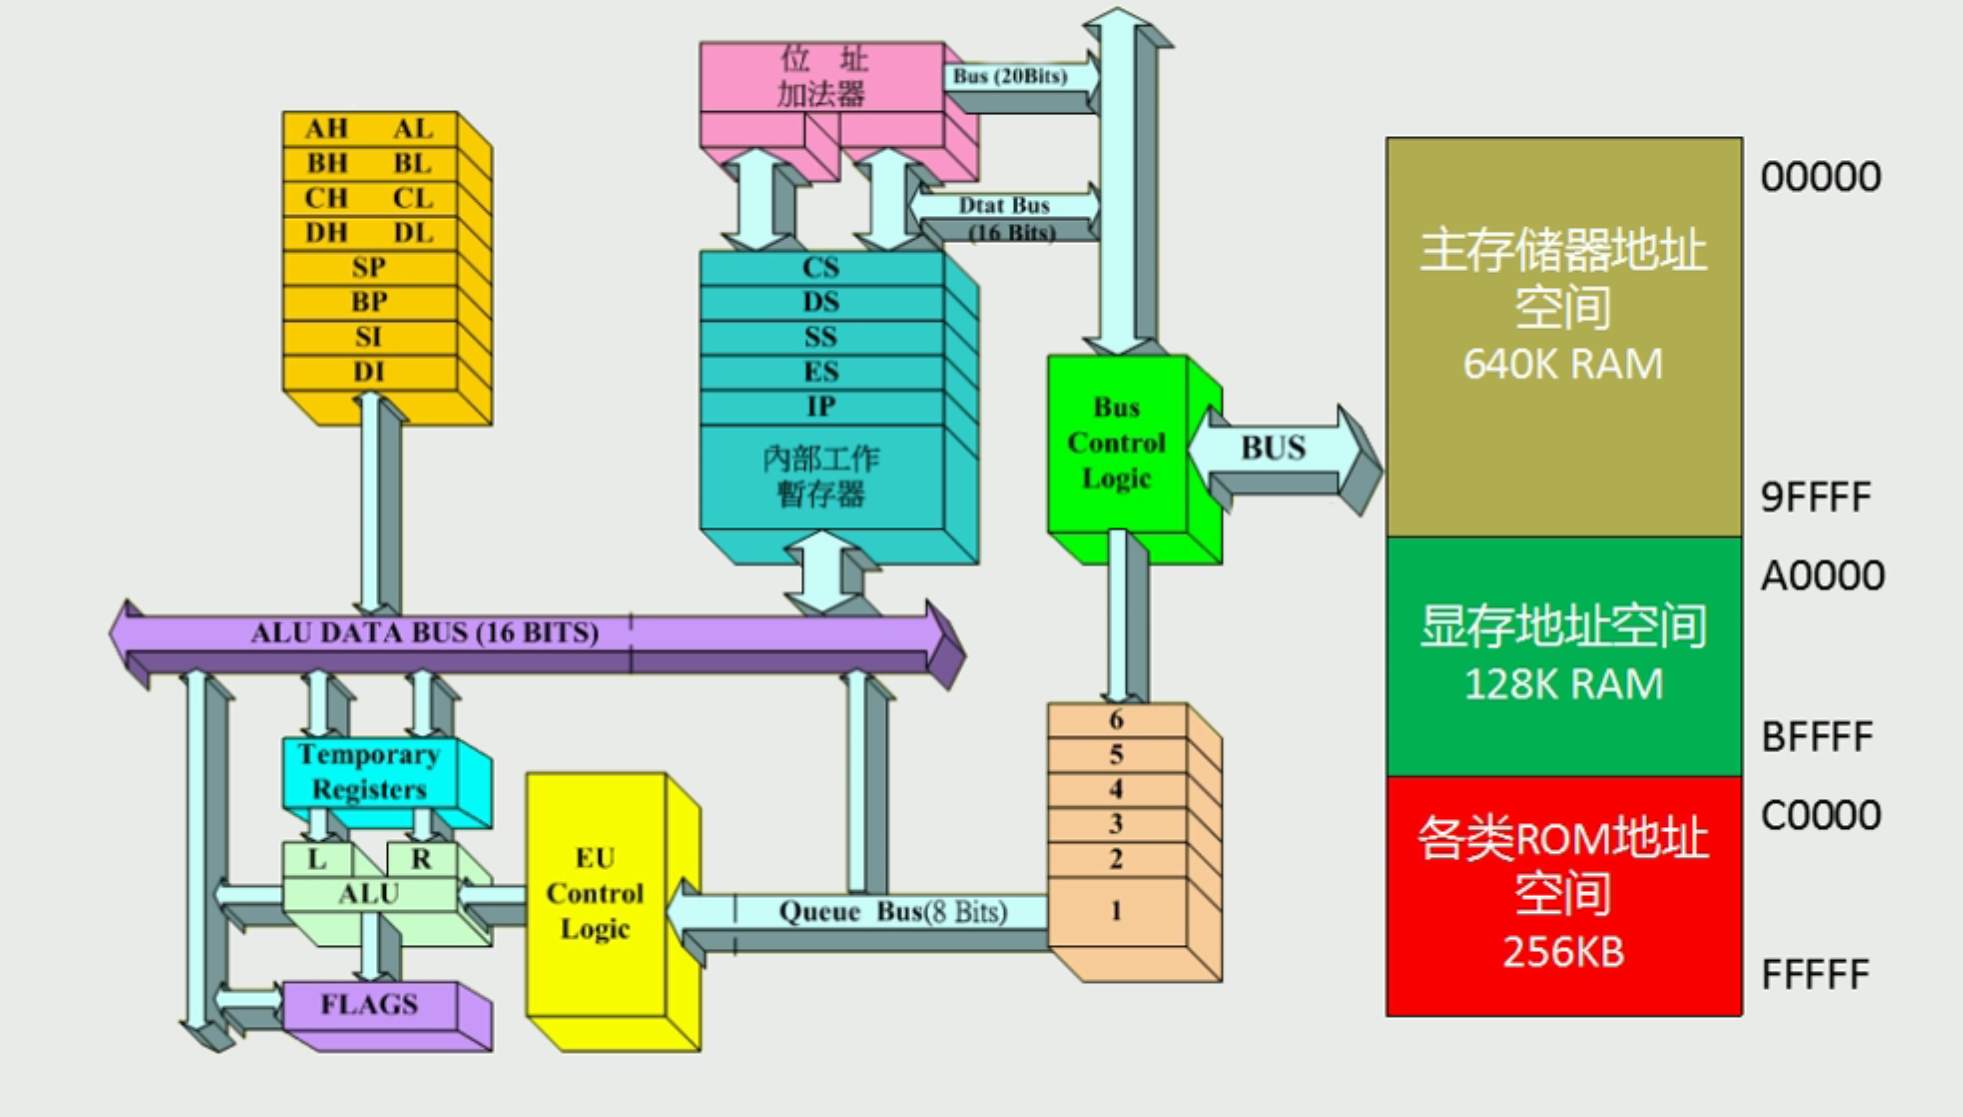 位 址
加法器
Bus (20Bits)
AH AL
BH BL
CH CL
DH DL
SP
BP
SI
DI
Dtat Bus
(16 Bits)
CS
DS
SS
ES
IP
內部工作
暫存器
Bus
Control
Logic
BUS
ALU DATA BUS (16 BITS)
Temporary
Registers
L R
ALU
FLAGS
EU
Control
Logic
Queue Bus(8 Bits)
6
5
4
3
2
1
主存储器地址
空间
640K RAM
00000
9FFFF
显存地址空间
128K RAM
A0000
BFFFF
各类ROM地址
空间
256KB
C0000
FFFFF